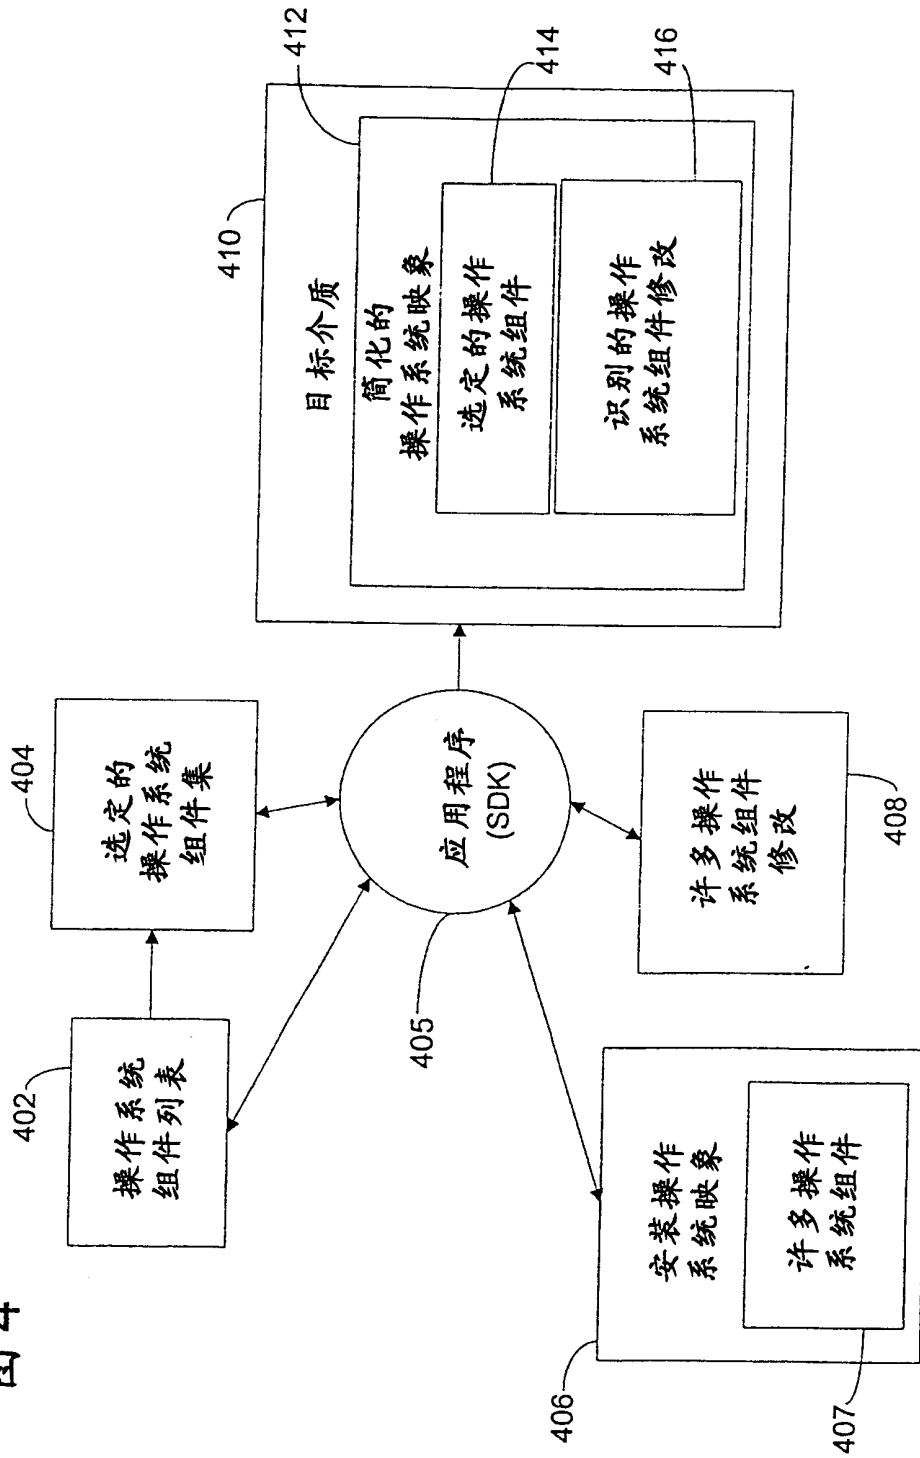 图 4
402
操作系统
组件列表
404
选定的
操作系统
组件集
405
应用程序
(SDK)
406
安装操作
系统映象
407
许多操作
系统组件
408
许多操作
系统组件
修改
410
目标介质
412
简化的
操作系统映象
414
选定的操作
系统组件
416
识别的操作
系统组件修改